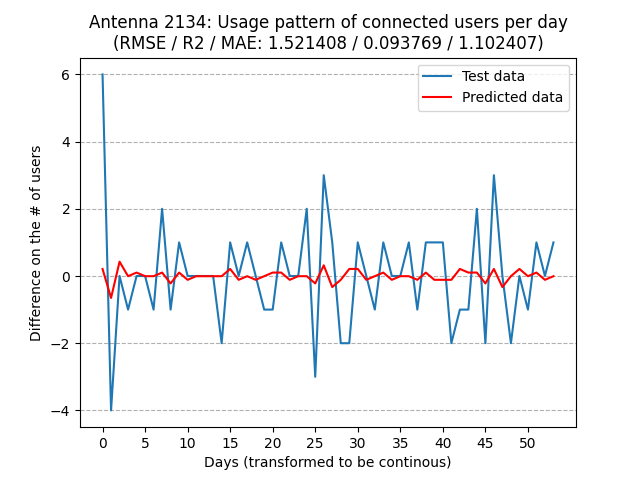 Antenna 2134: Usage pattern of connected users per day
(RMSE / R2 / MAE: 1.521408 / 0.093769 / 1.102407)
Test data
Predicted data
Difference on the # of users
6
4
2
0
−2
−4
0 5 10 15 20 25 30 35 40 45 50
Days (transformed to be continous)